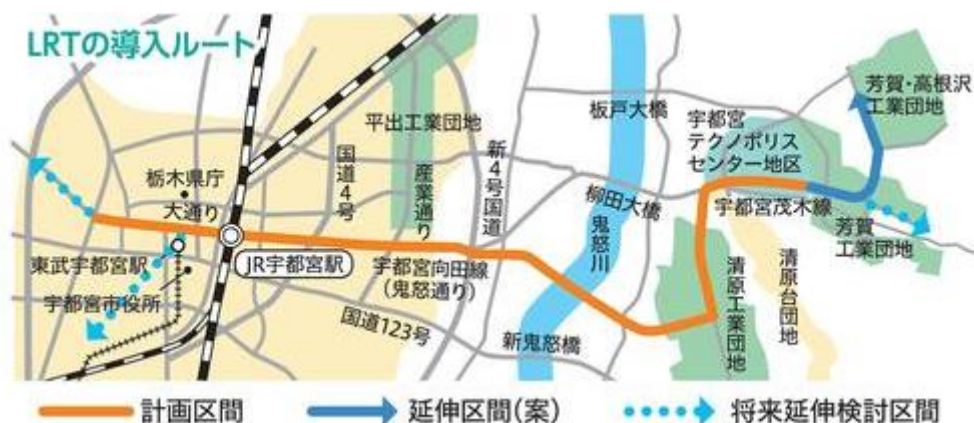 LRTの導入ルート
芳賀・高根沢
工業団地
板戸大橋
宇都宮
テクノポリス
センター地区
平出工業団地
国道4号
産業通り
新4号国道
栃木県庁
大通り
柳田大橋
鬼怒川
宇都宮茂木線
芳賀
工業団地
東武宇都宮駅
JR宇都宮駅
宇都宮向田線
(鬼怒通り)
宇都宮市役所
国道123号
新鬼怒橋
清原工業団地
清原台団地
計画区間
延伸区間(案)
将来延伸検討区間